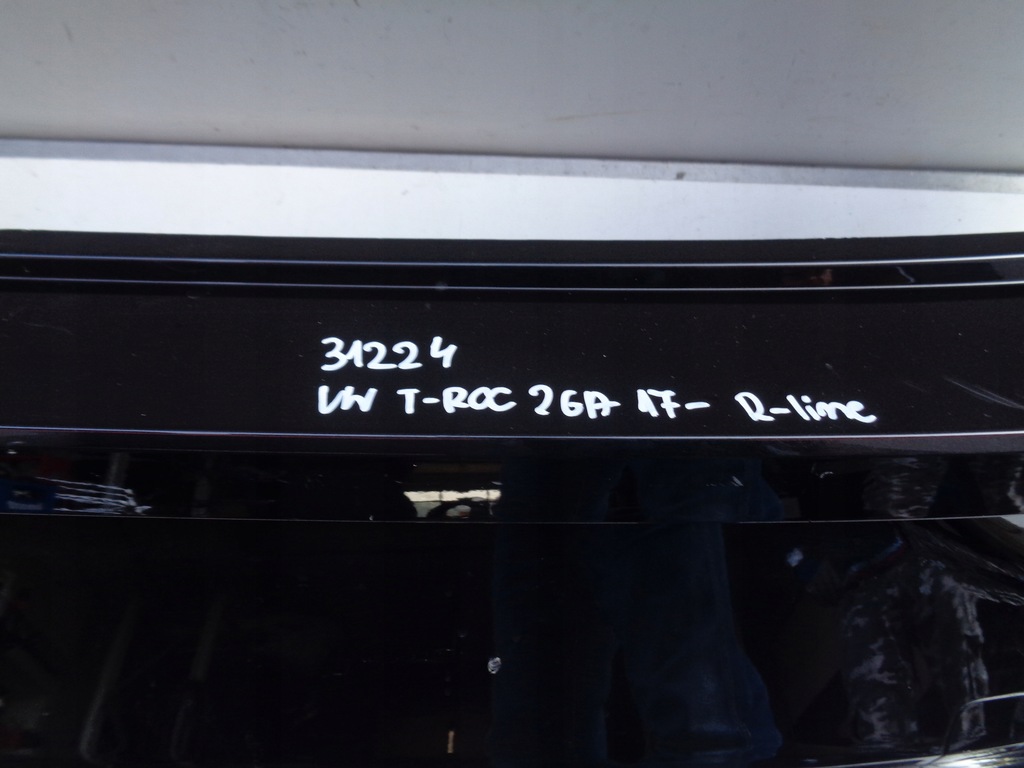 31224
VW T-ROC 2GA 17- R-line